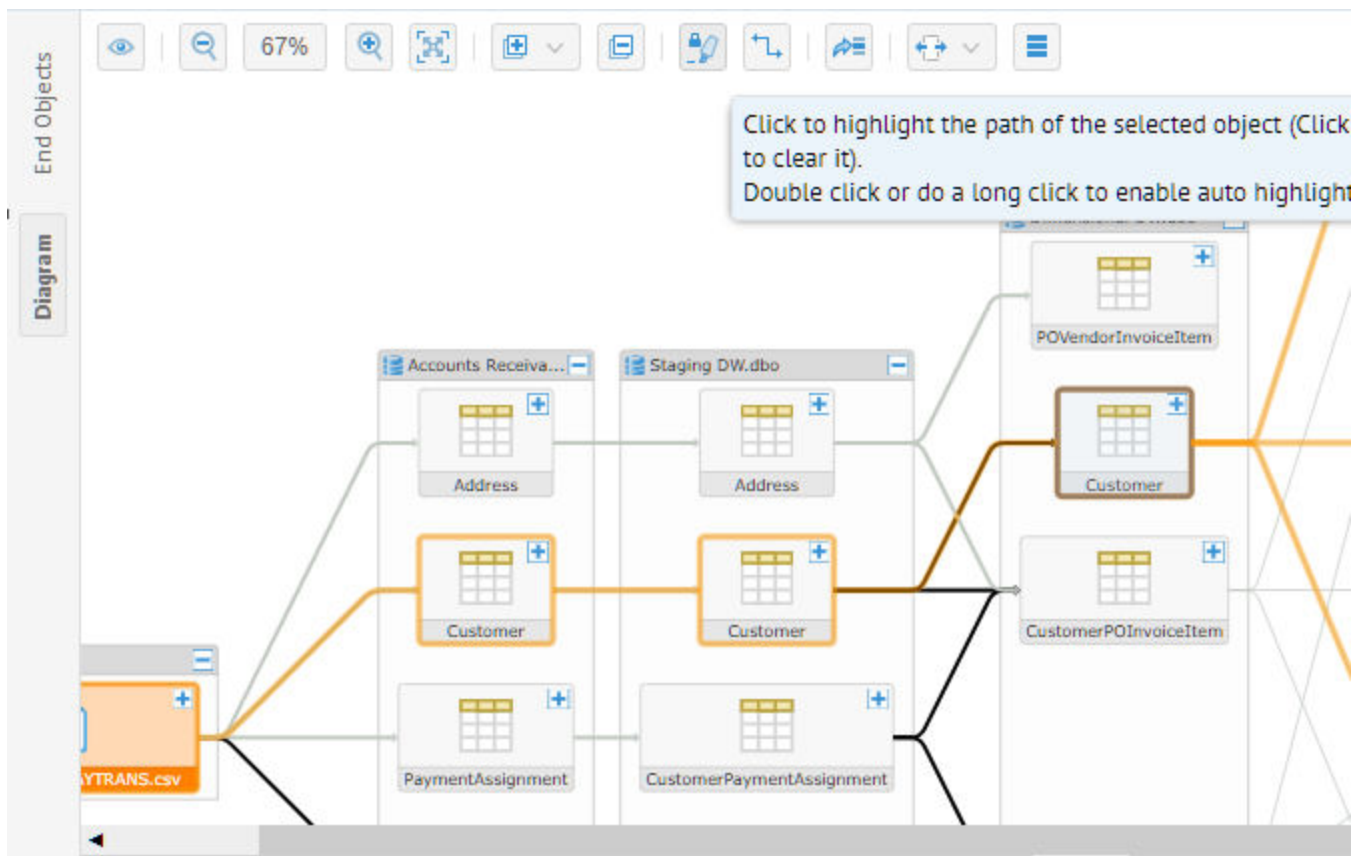 End Objects
Diagram
67%
Click to highlight the path of the selected object (Click
to clear it).
Double click or do a long click to enable auto highlight
POVendorInvoiceItem
Accounts Receiva...
Staging DW.dbo
Address
Address
Customer
Customer
Customer
CustomerPOInvoiceItem
YTRANS.csv
PaymentAssignment
CustomerPaymentAssignment